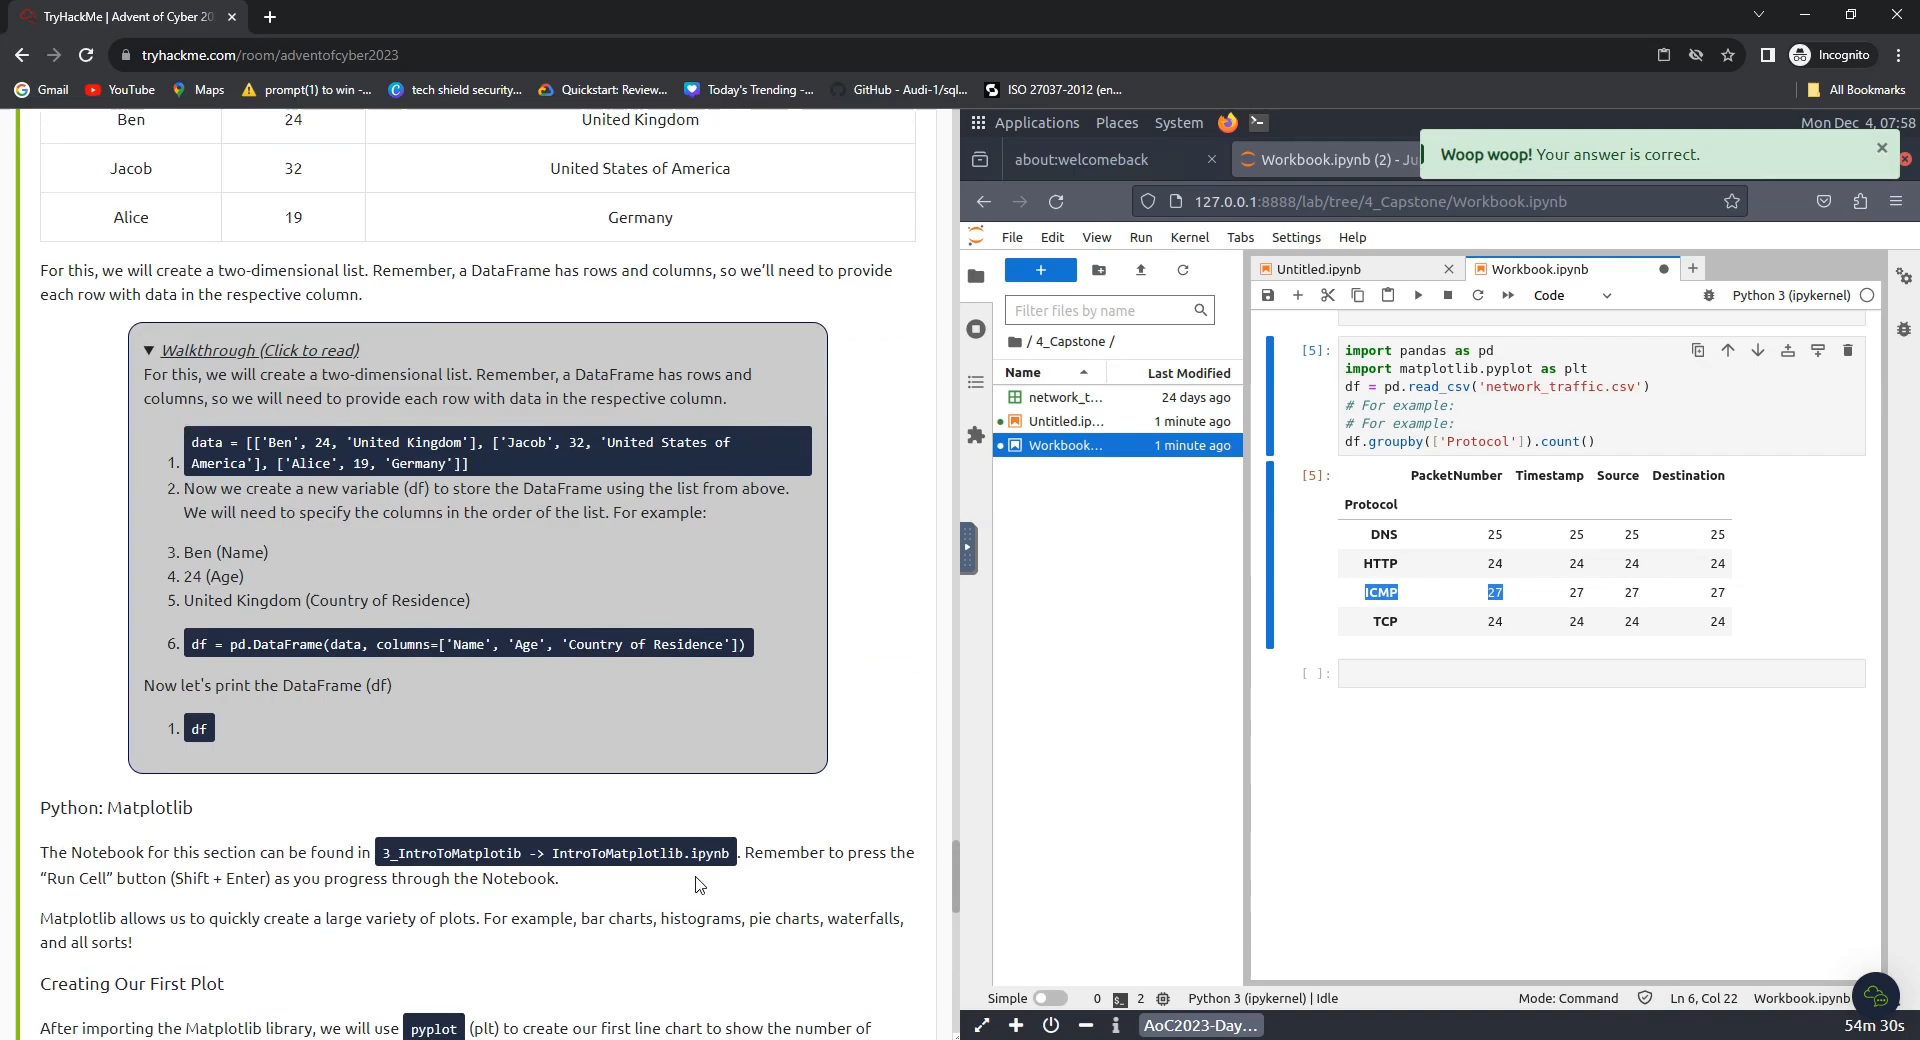 TryHackMe | Advent of Cyber 20
tryhackme.com/room/adventofcyber2023
Incognito
Gmail
YouTube
Maps
prompt(1) to win -...
tech shield security...
Quickstart: Review...
Today's Trending -...
GitHub - Audi-1/sql...
ISO 27037-2012 (en...
All Bookmarks
Ben 24 United Kingdom
Jacob 32 United States of America
Alice 19 Germany
For this, we will create a two-dimensional list. Remember, a DataFrame has rows and columns, so we’ll need to provide
each row with data in the respective column.
▼ Walkthrough (Click to read)
For this, we will create a two-dimensional list. Remember, a DataFrame has rows and
columns, so we will need to provide each row with data in the respective column.
data = [['Ben', 24, 'United Kingdom'], ['Jacob', 32, 'United States of
1. America'], ['Alice', 19, 'Germany']]
2. Now we create a new variable (df) to store the DataFrame using the list from above.
We will need to specify the columns in the order of the list. For example:
3. Ben (Name)
4. 24 (Age)
5. United Kingdom (Country of Residence)
6. df = pd.DataFrame(data, columns=['Name', 'Age', 'Country of Residence'])
Now let's print the DataFrame (df)
1. df
Python: Matplotlib
The Notebook for this section can be found in 3_IntroToMatplotib -> IntroToMatplotlib.ipynb. Remember to press the
“Run Cell” button (Shift + Enter) as you progress through the Notebook.
Matplotlib allows us to quickly create a large variety of plots. For example, bar charts, histograms, pie charts, waterfalls,
and all sorts!
Creating Our First Plot
After importing the Matplotlib library, we will use pyplot (plt) to create our first line chart to show the number of
Applications Places System
Mon Dec 4, 07:58
about:welcomeback
Workbook.ipynb (2) - Ju
Woop woop! Your answer is correct.
127.0.0.1:8888/lab/tree/4_Capstone/Workbook.ipynb
File Edit View Run Kernel Tabs Settings Help
Untitled.ipynb
Workbook.ipynb
Code
Python 3 (ipykernel)
Filter files by name
/ 4_Capstone /
Name Last Modified
network_t... 24 days ago
Untitled.ip... 1 minute ago
Workbook... 1 minute ago
[5]: import pandas as pd
import matplotlib.pyplot as plt
df = pd.read_csv('network_traffic.csv')
# For example:
# For example:
df.groupby(['Protocol']).count()
[5]: PacketNumber Timestamp Source Destination
Protocol
DNS 25 25 25 25
HTTP 24 24 24 24
ICMP 27 27 27 27
TCP 24 24 24 24
[ ]:
Simple 0 2 Python 3 (ipykernel) | Idle Mode: Command Ln 6, Col 22 Workbook.ipynb
AoC2023-Day...
54m 30s